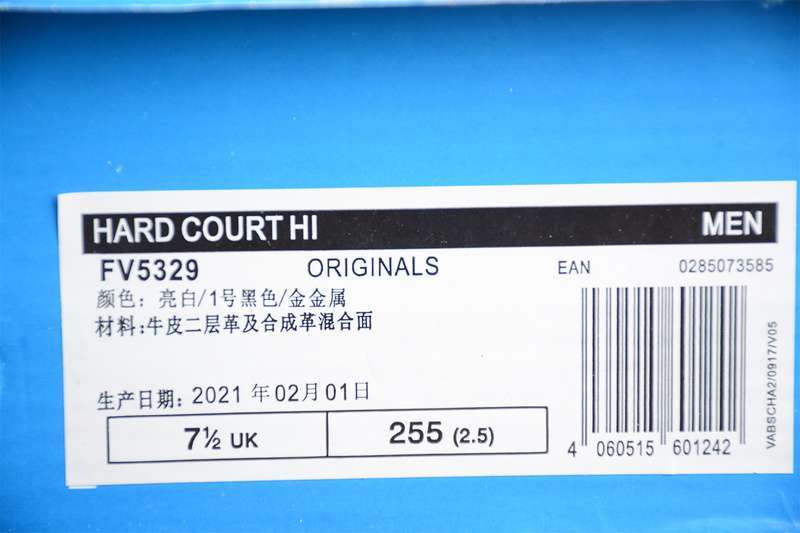 HARD COURT HI MEN
FV5329 ORIGINALS EAN 0285073585
颜色: 亮白/1号黑色/金金属
材料:牛皮二层革及合成革混合面
生产日期: 2021 年02月01日
7½ UK 255 (2.5)
4 060515 601242
VABSCHA2/0917/V05